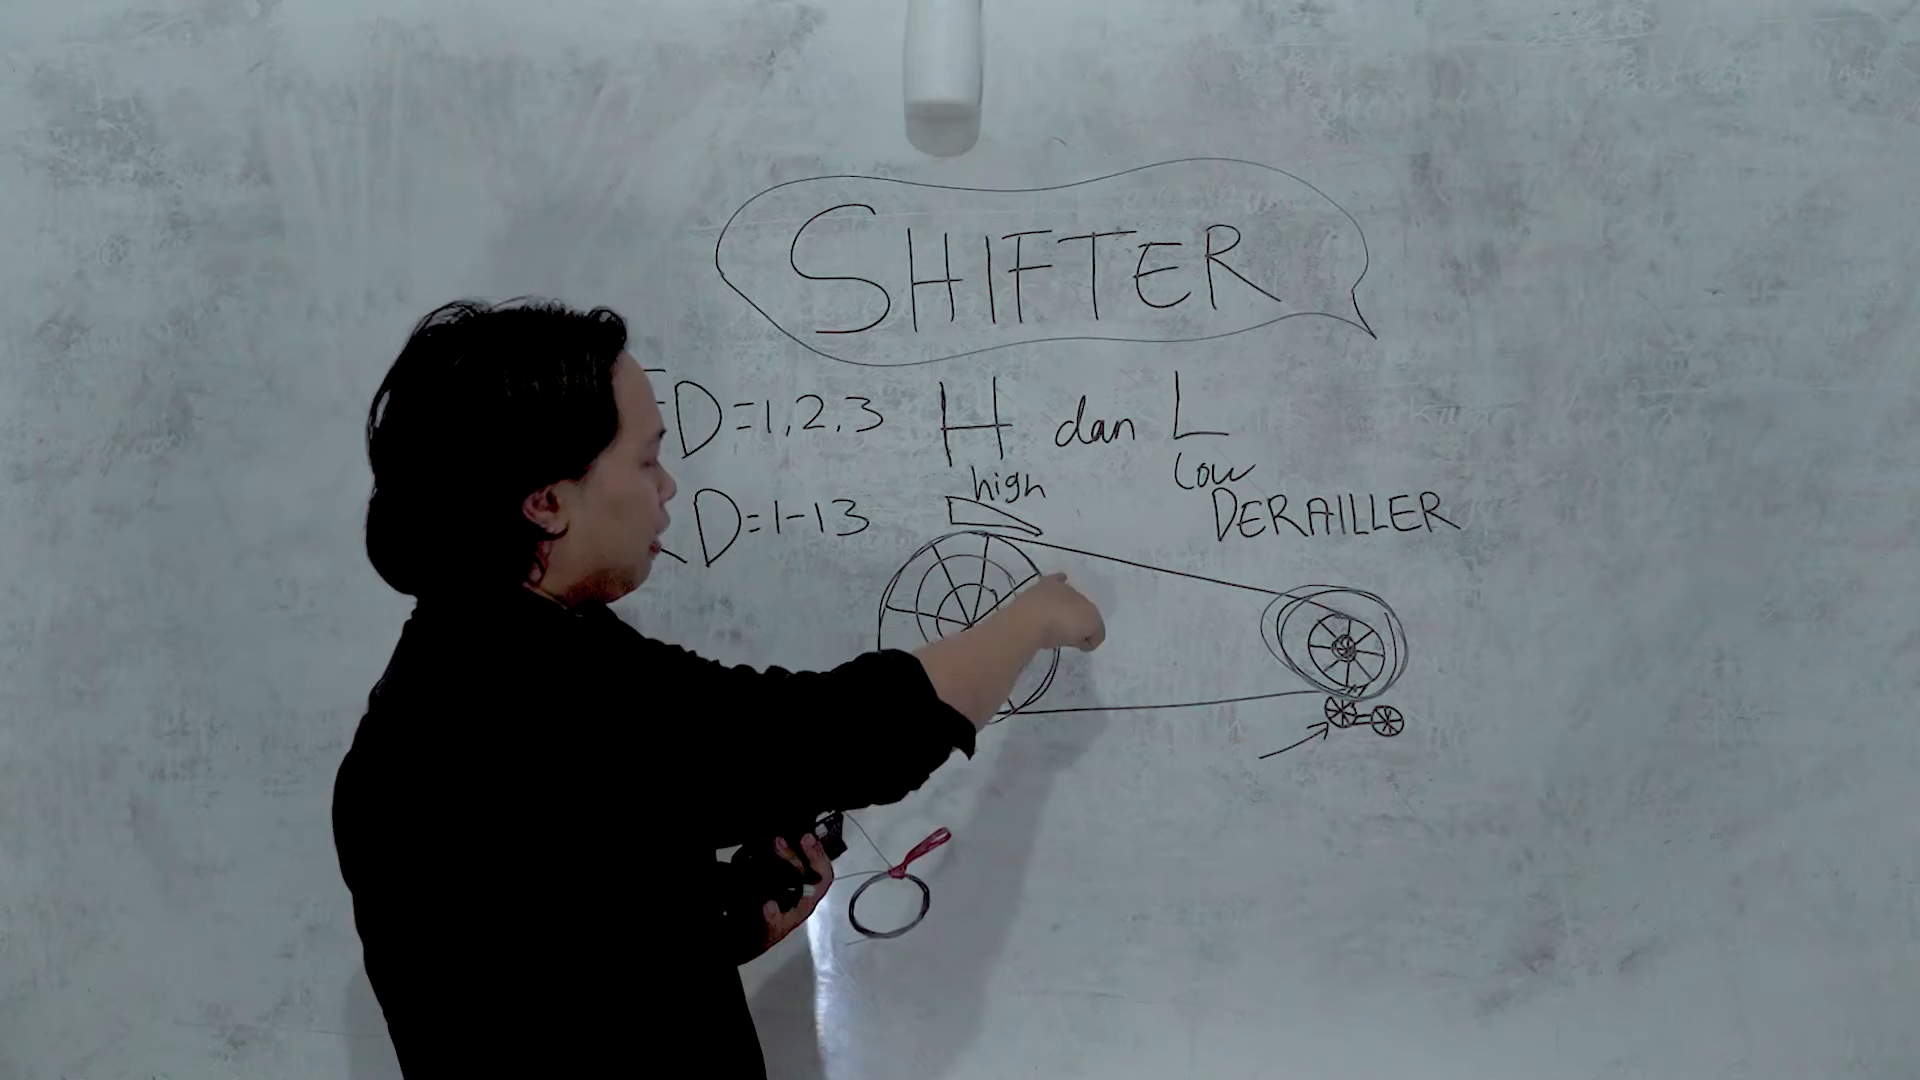 SHIFTER
FD=1,2,3 H dan L
high low
RD=1-13 DERAILLER